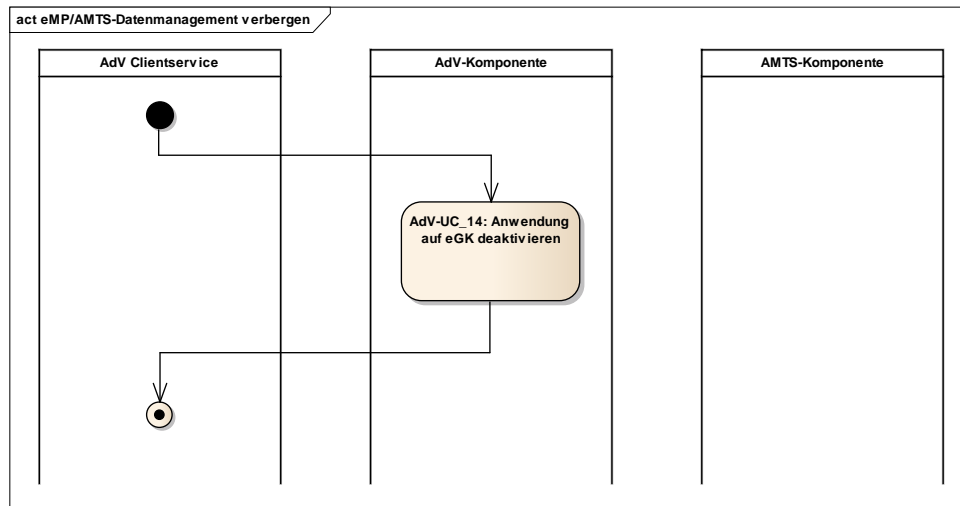 act eMP/AMTS-Datenmanagement verbergen
AdV Clientservice
AdV-Komponente
AMTS-Komponente
AdV-UC_14: Anwendung
auf eGK deaktivieren